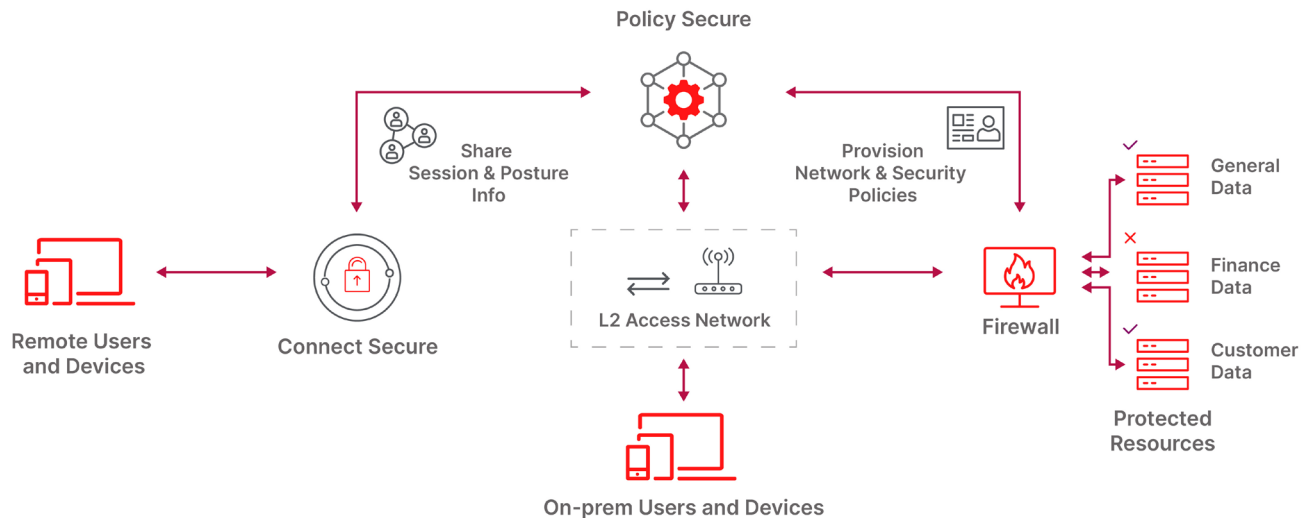 Policy Secure
Share
Session & Posture
Info
Provision
Network & Security
Policies
General
Data
Finance
Data
Customer
Data
Protected
Resources
Remote Users
and Devices
Connect Secure
L2 Access Network
Firewall
On-prem Users and Devices